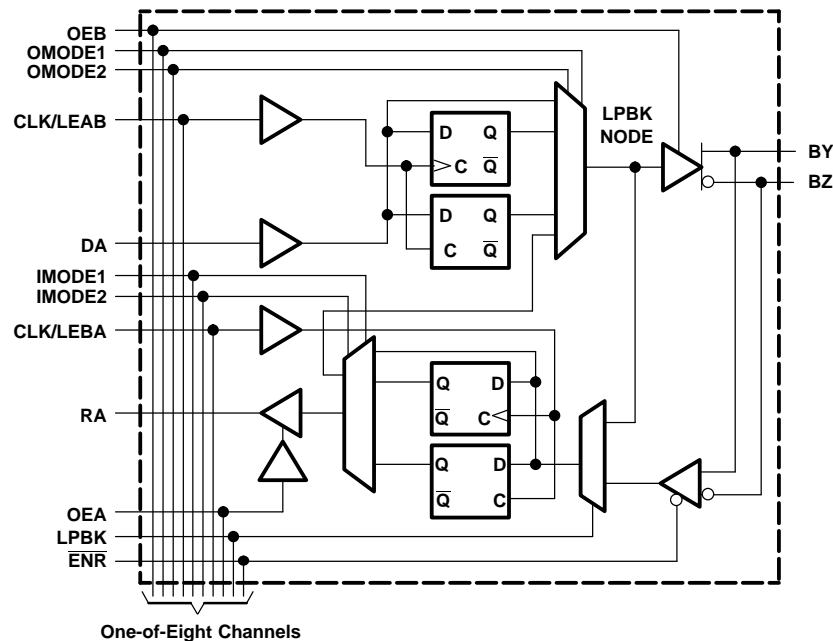 OEB
OMODE1
OMODE2
CLK/LEAB
D Q
C Q̅
LPBK
NODE
BY
BZ
D Q
C Q̅
DA
IMODE1
IMODE2
CLK/LEBA
Q D
Q̅ C
RA
Q D
Q̅ C
OEA
LPBK
E̅N̅R̅
One-of-Eight Channels